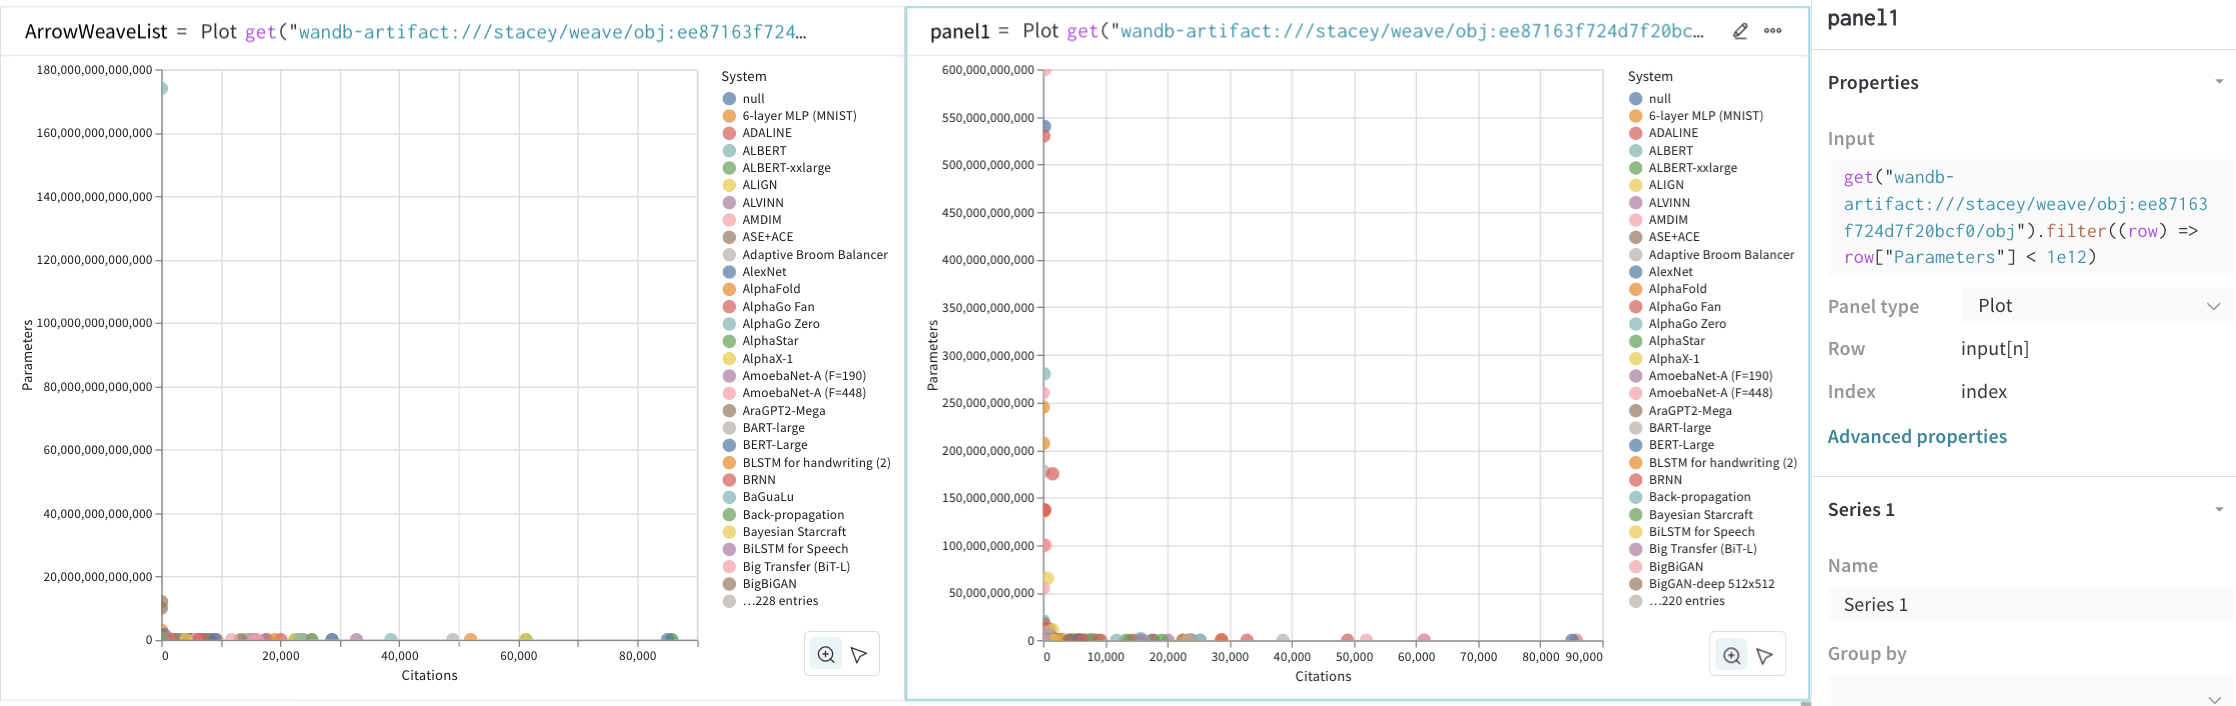 ArrowWeaveList = Plot get("wandb-artifact:///stacey/weave/obj:ee87163f724…
180,000,000,000,000
160,000,000,000,000
140,000,000,000,000
120,000,000,000,000
100,000,000,000,000
80,000,000,000,000
60,000,000,000,000
40,000,000,000,000
20,000,000,000,000
0
Parameters
0
20,000
40,000
60,000
80,000
Citations
System
null
6-layer MLP (MNIST)
ADALINE
ALBERT
ALBERT-xxlarge
ALIGN
ALVINN
AMDIM
ASE+ACE
Adaptive Broom Balancer
AlexNet
AlphaFold
AlphaGo Fan
AlphaGo Zero
AlphaStar
AlphaX-1
AmoebaNet-A (F=190)
AmoebaNet-A (F=448)
AraGPT2-Mega
BART-large
BERT-Large
BLSTM for handwriting (2)
BRNN
BaGuaLu
Back-propagation
Bayesian Starcraft
BiLSTM for Speech
Big Transfer (BiT-L)
BigBiGAN
…228 entries
panel1 = Plot get("wandb-artifact:///stacey/weave/obj:ee87163f724d7f20bc…
600,000,000,000
550,000,000,000
500,000,000,000
450,000,000,000
400,000,000,000
350,000,000,000
300,000,000,000
250,000,000,000
200,000,000,000
150,000,000,000
100,000,000,000
50,000,000,000
0
Parameters
0
10,000
20,000
30,000
40,000
50,000
60,000
70,000
80,000
90,000
Citations
System
null
6-layer MLP (MNIST)
ADALINE
ALBERT
ALBERT-xxlarge
ALIGN
ALVINN
AMDIM
ASE+ACE
Adaptive Broom Balancer
AlexNet
AlphaFold
AlphaGo Fan
AlphaGo Zero
AlphaStar
AlphaX-1
AmoebaNet-A (F=190)
AmoebaNet-A (F=448)
AraGPT2-Mega
BART-large
BERT-Large
BLSTM for handwriting (2)
BRNN
Back-propagation
Bayesian Starcraft
BiLSTM for Speech
Big Transfer (BiT-L)
BigBiGAN
BigGAN-deep 512x512
…220 entries
panel1
Properties
Input
get("wandb-
artifact:///stacey/weave/obj:ee87163
f724d7f20bcf0/obj").filter((row) =>
row["Parameters"] < 1e12)
Panel type Plot
Row input[n]
Index index
Advanced properties
Series 1
Name
Series 1
Group by